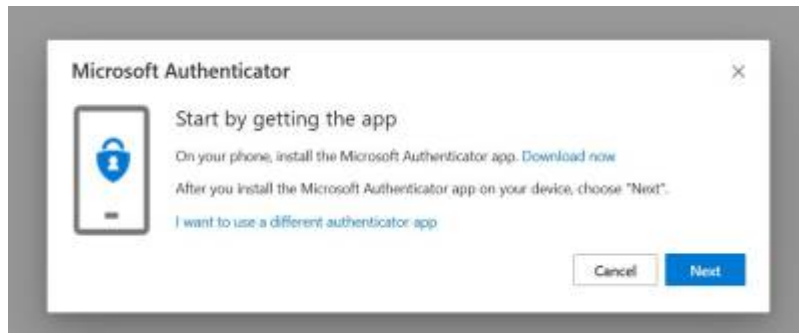 Microsoft Authenticator
Start by getting the app
On your phone, install the Microsoft Authenticator app. Download now
After you install the Microsoft Authenticator app on your device, choose "Next".
I want to use a different authenticator app
Cancel
Next